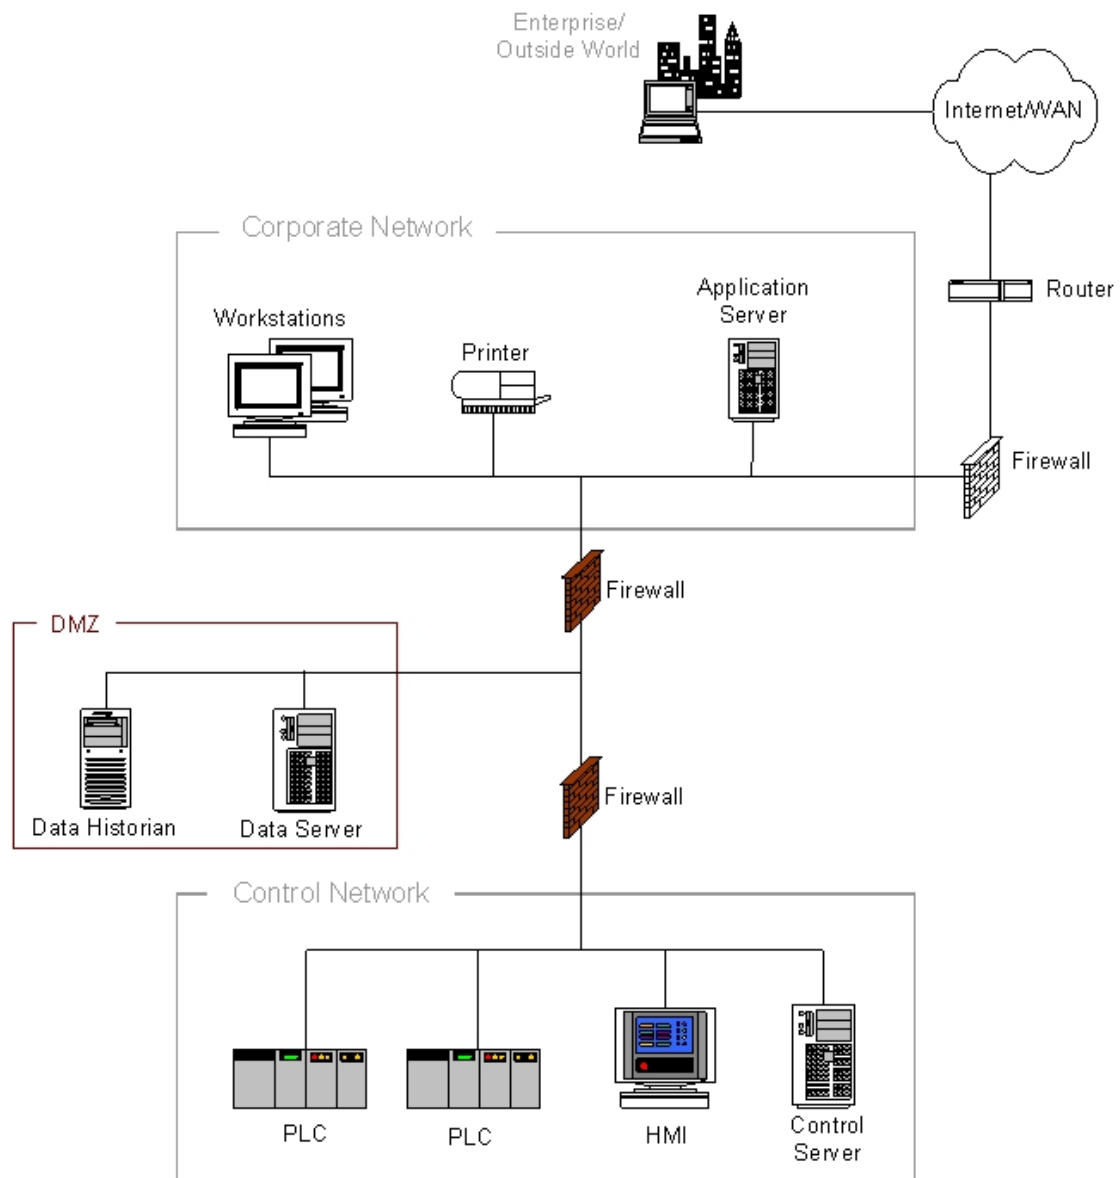 Enterprise/
Outside World
Internet/WAN
Corporate Network
Router
Workstations
Printer
Application
Server
Firewall
Firewall
DMZ
Data Historian
Data Server
Firewall
Control Network
PLC
PLC
HMI
Control
Server